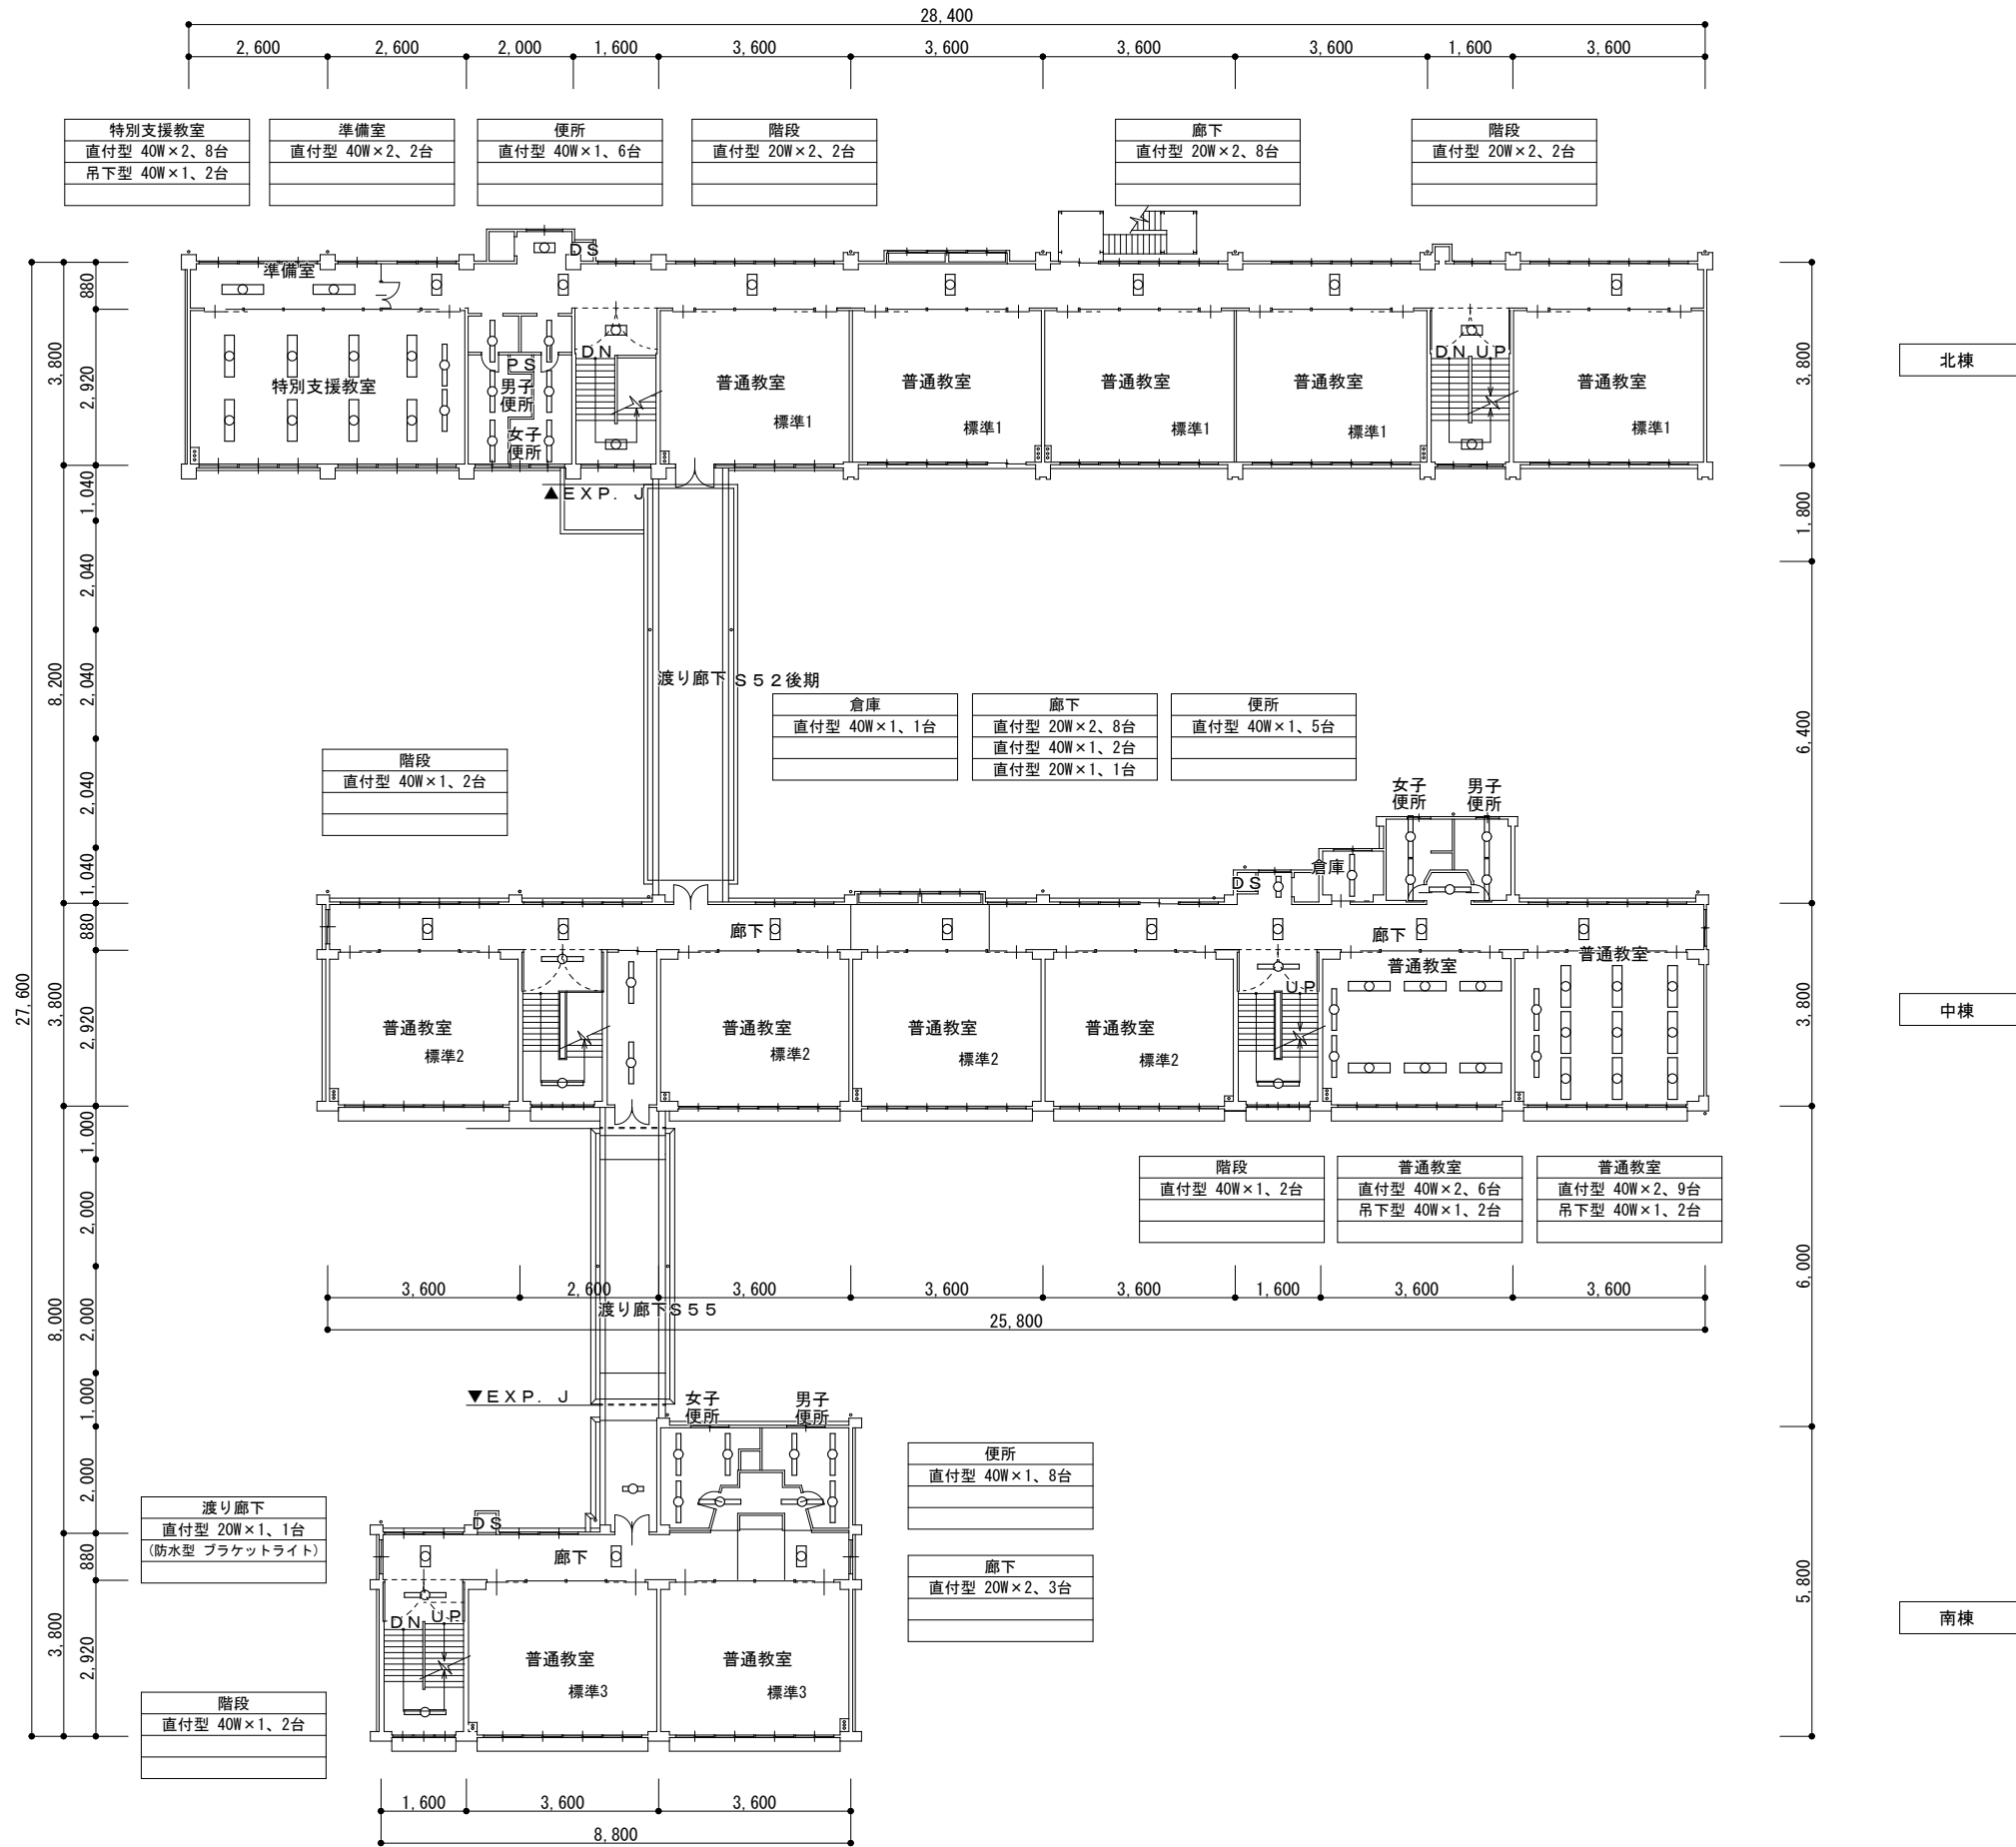 28,400
2,600
2,600
2,000
1,600
3,600
3,600
3,600
3,600
1,600
3,600
特別支援教室
直付型 40W×2、8台
吊下型 40W×1、2台
準備室
直付型 40W×2、2台
便所
直付型 40W×1、6台
階段
直付型 20W×2、2台
廊下
直付型 20W×2、8台
階段
直付型 20W×2、2台
準備室
DS
特別支援教室
PS
男子
便所
女子
便所
DN
普通教室
標準1
普通教室
標準1
普通教室
標準1
普通教室
標準1
DN UP
普通教室
標準1
北棟
▲EXP. J
渡り廊下 S52後期
880
2,920
3,800
1,040
2,040
2,040
2,040
1,040
8,200
27,600
3,800
1,800
6,400
倉庫
直付型 40W×1、1台
廊下
直付型 20W×2、8台
直付型 40W×1、2台
直付型 20W×1、1台
便所
直付型 40W×1、5台
階段
直付型 40W×1、2台
女子
便所
男子
便所
倉庫
DS
廊下
廊下
普通教室
標準2
普通教室
標準2
普通教室
標準2
普通教室
標準2
UP
普通教室
普通教室
中棟
880
2,920
3,800
3,800
階段
直付型 40W×1、2台
普通教室
直付型 40W×2、6台
吊下型 40W×1、2台
普通教室
直付型 40W×2、9台
吊下型 40W×1、2台
3,600
2,600
3,600
3,600
3,600
1,600
3,600
3,600
25,800
渡り廊下S55
1,000
2,000
2,000
1,000
2,000
8,000
6,000
▼EXP. J
女子
便所
男子
便所
便所
直付型 40W×1、8台
渡り廊下
直付型 20W×1、1台
(防水型 ブラケットライト)
廊下
直付型 20W×2、3台
DS
廊下
DN UP
普通教室
標準3
普通教室
標準3
南棟
880
2,920
3,800
5,800
階段
直付型 40W×1、2台
1,600
3,600
3,600
8,800